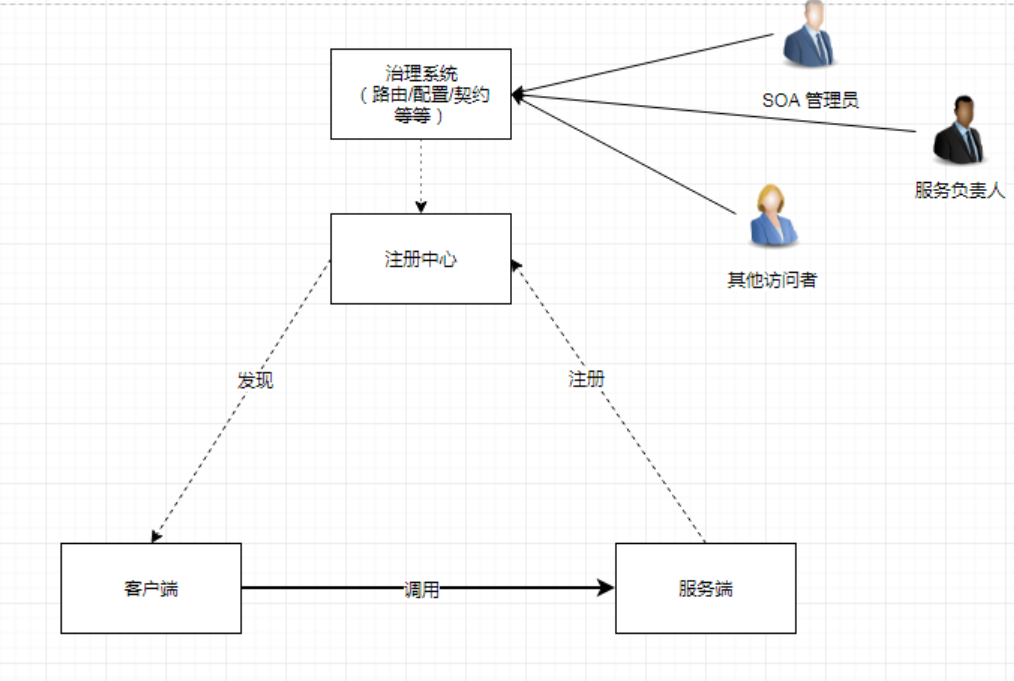 治理系统
（路由/配置/契约
等等）
SOA 管理员
服务负责人
注册中心
其他访问者
发现
注册
客户端
调用
服务端